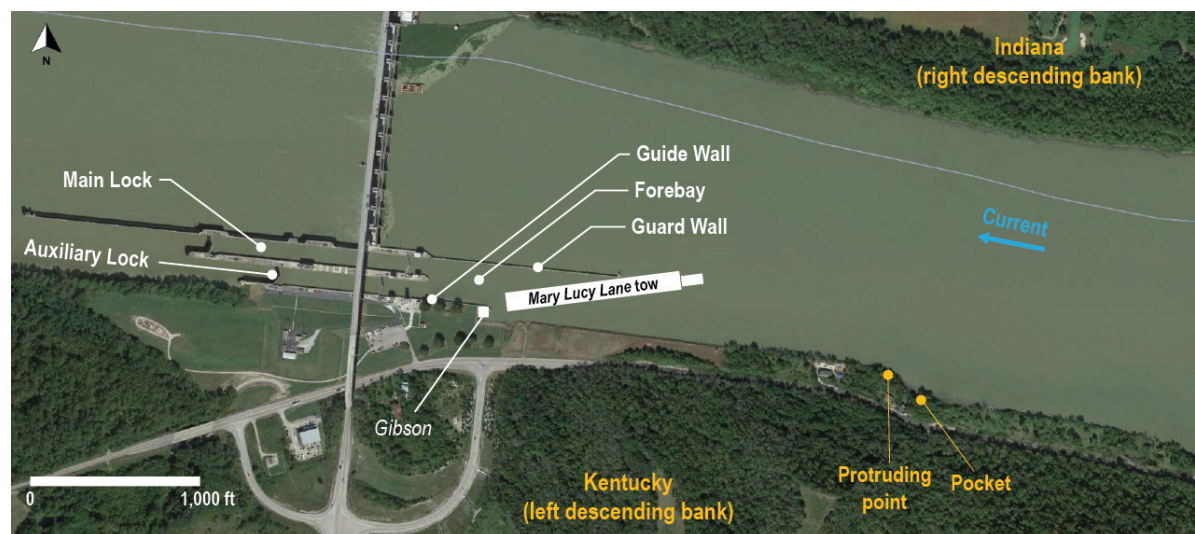 N
Indiana
(right descending bank)
Guide Wall
Main Lock
Forebay
Current
Guard Wall
Auxiliary Lock
Mary Lucy Lane tow
Gibson
0
1,000 ft
Kentucky
(left descending bank)
Protruding
point
Pocket